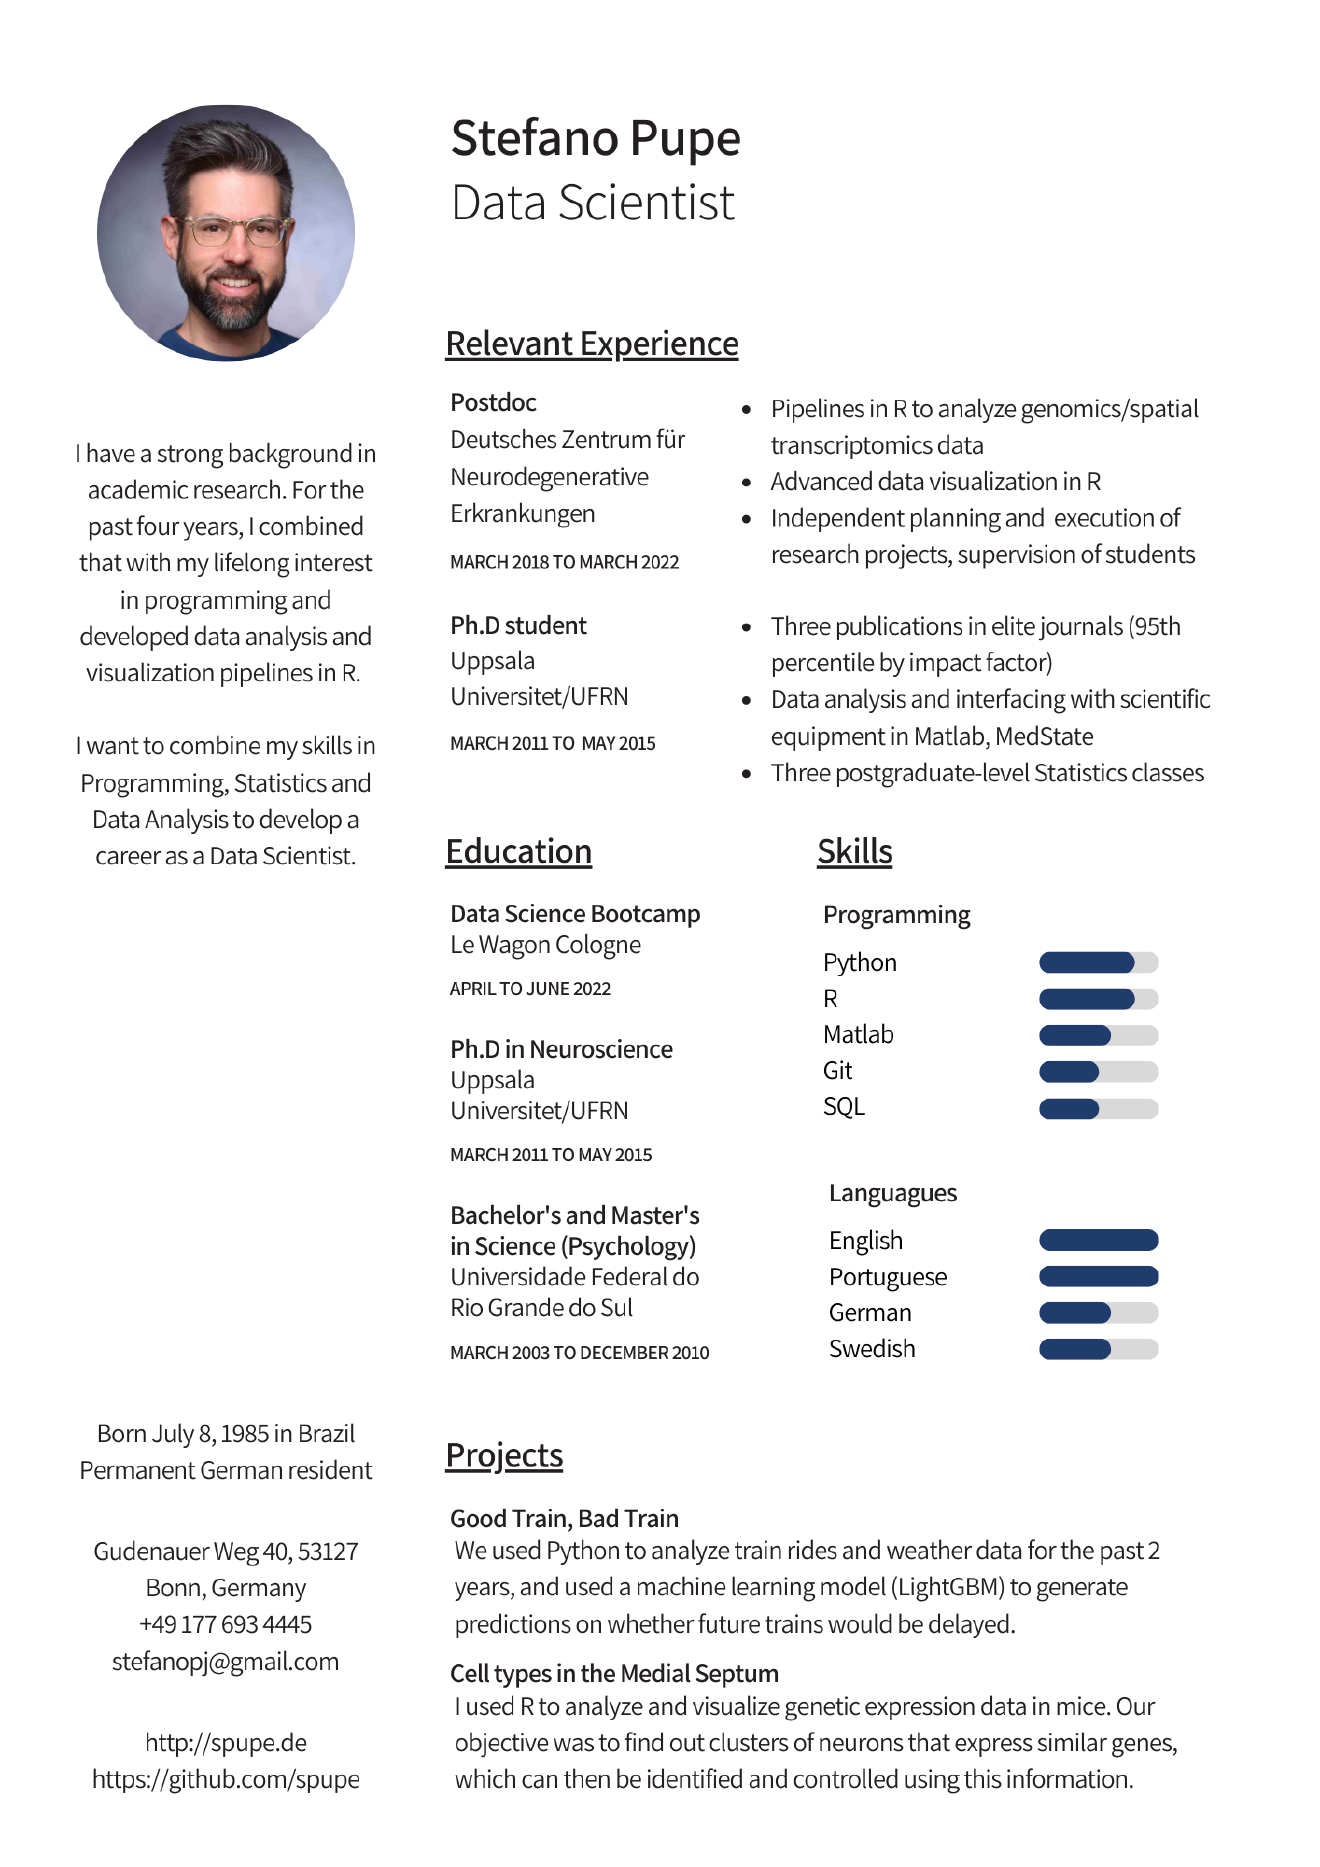 Stefano Pupe
Data Scientist
I have a strong background in
academic research. For the
past four years, I combined
that with my lifelong interest
in programming and
developed data analysis and
visualization pipelines in R.
I want to combine my skills in
Programming, Statistics and
Data Analysis to develop a
career as a Data Scientist.
Born July 8, 1985 in Brazil
Permanent German resident
Gudenauer Weg 40, 53127
Bonn, Germany
+49 177 693 4445
stefanopj@gmail.com
http://spupe.de
https://github.com/spupe
Relevant Experience
Postdoc
Deutsches Zentrum für
Neurodegenerative
Erkrankungen
MARCH 2018 TO MARCH 2022
• Pipelines in R to analyze genomics/spatial
transcriptomics data
• Advanced data visualization in R
• Independent planning and execution of
research projects, supervision of students
Ph.D student
Uppsala
Universitet/UFRN
MARCH 2011 TO MAY 2015
• Three publications in elite journals (95th
percentile by impact factor)
• Data analysis and interfacing with scientific
equipment in Matlab, MedState
• Three postgraduate-level Statistics classes
Education
Data Science Bootcamp
Le Wagon Cologne
APRIL TO JUNE 2022
Ph.D in Neuroscience
Uppsala
Universitet/UFRN
MARCH 2011 TO MAY 2015
Bachelor's and Master's
in Science (Psychology)
Universidade Federal do
Rio Grande do Sul
MARCH 2003 TO DECEMBER 2010
Skills
Programming
Python
R
Matlab
Git
SQL
Languagues
English
Portuguese
German
Swedish
Projects
Good Train, Bad Train
We used Python to analyze train rides and weather data for the past 2
years, and used a machine learning model (LightGBM) to generate
predictions on whether future trains would be delayed.
Cell types in the Medial Septum
I used R to analyze and visualize genetic expression data in mice. Our
objective was to find out clusters of neurons that express similar genes,
which can then be identified and controlled using this information.